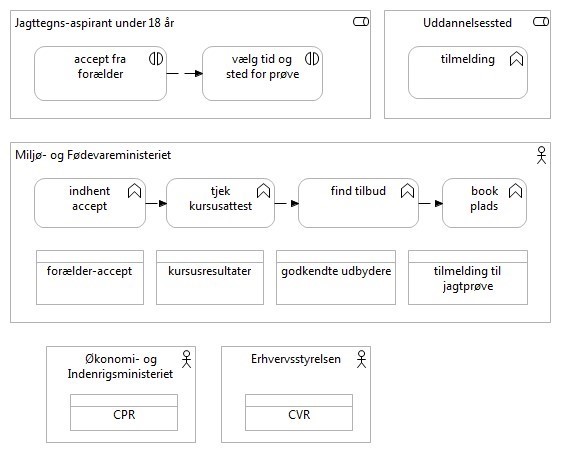 Jagttegns-aspirant under 18 år
accept fra
forælder
vælg tid og
sted for prøve
Uddannelsessted
tilmelding
Miljø- og Fødevareministeriet
indhent
accept
tjek
kursusattest
find tilbud
book
plads
forælder-accept
kursusresultater
godkendte udbydere
tilmelding til
jagtprøve
Økonomi- og
Indenrigsministeriet
CPR
Erhvervsstyrelsen
CVR